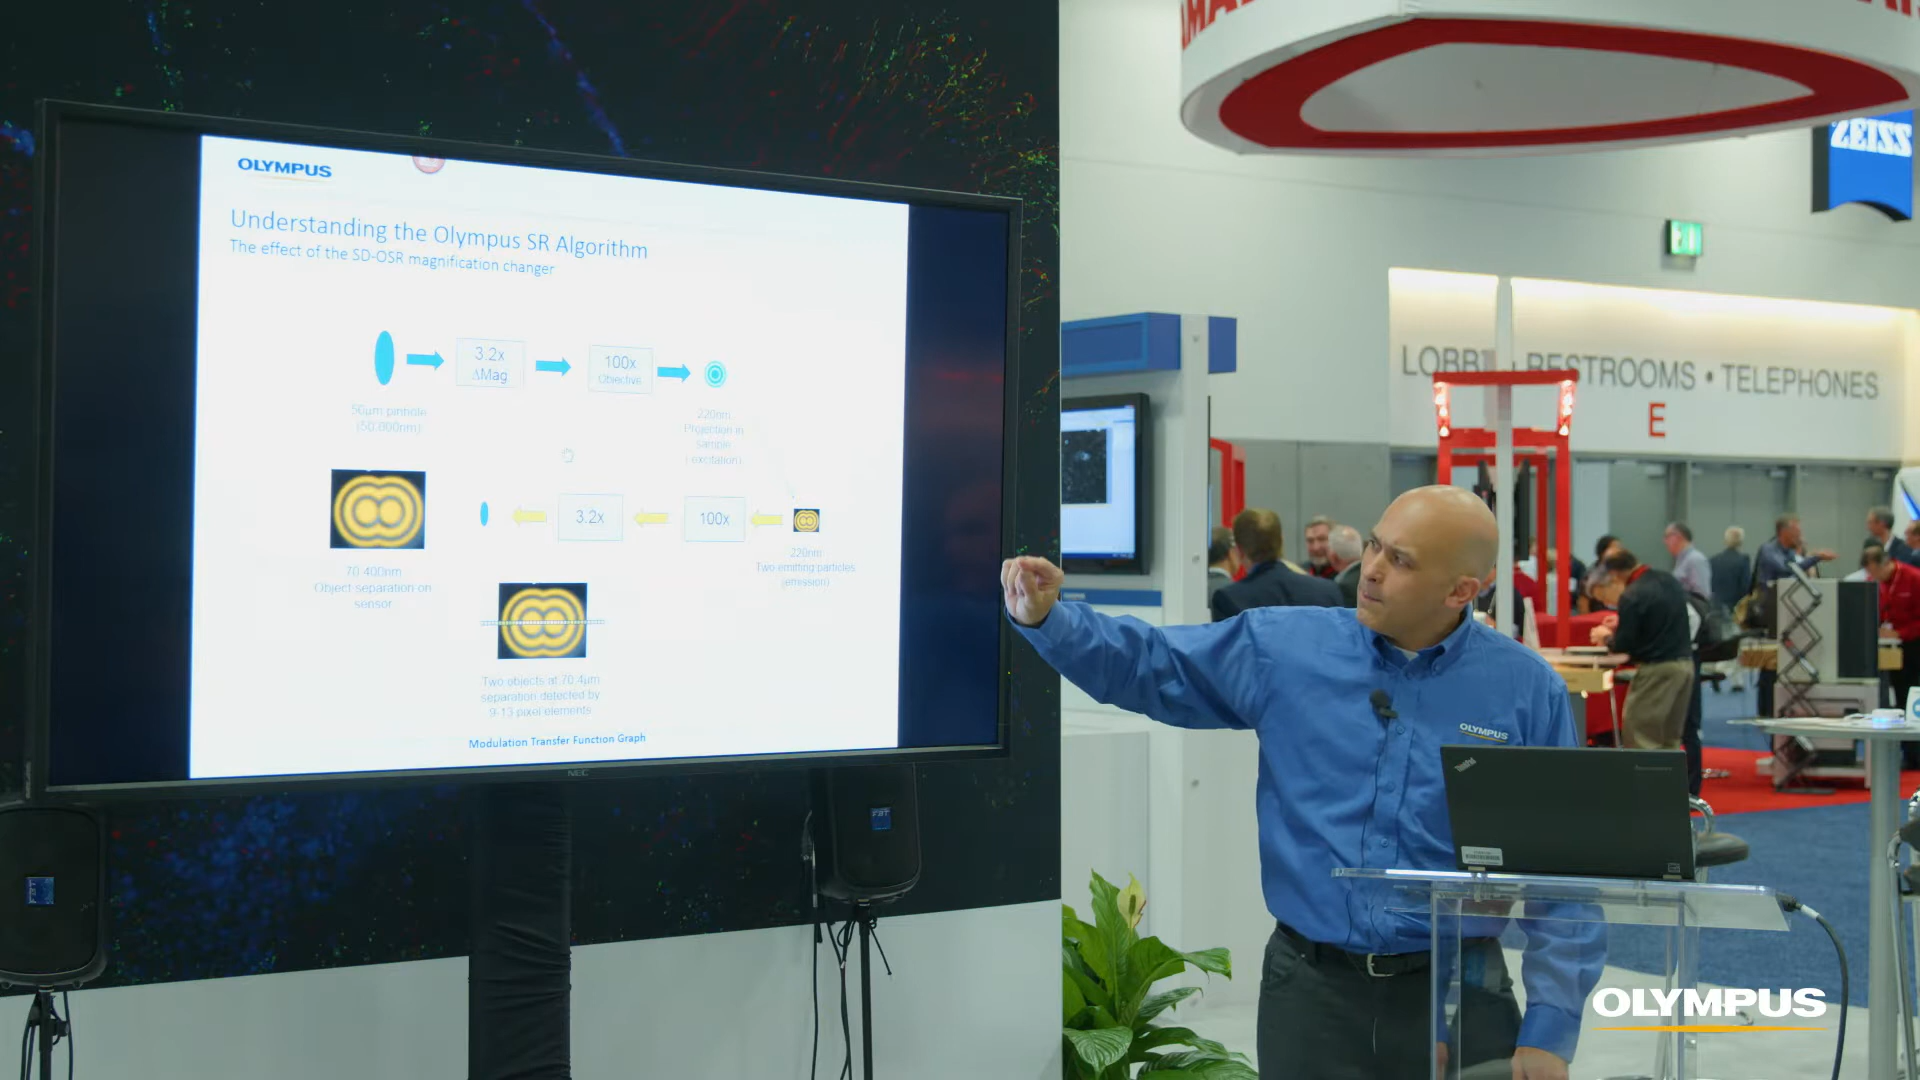 OLYMPUS
Understanding the Olympus SR Algorithm
The effect of the SD-OSR magnification changer
3.2x
ΔMag
100x
Objective
50µm pinhole
(50,000nm)
220nm
Projection in
sample
(excitation)
3.2x
100x
70,400nm
Object separation on
sensor
220nm
Two emitting particles
(emission)
Two objects at 70.4µm
separation detected by
9-13 pixel elements
Modulation Transfer Function Graph
NEC
ZEISS
LOBBY • RESTROOMS • TELEPHONES
E
OLYMPUS
ThinkPad
OLYMPUS